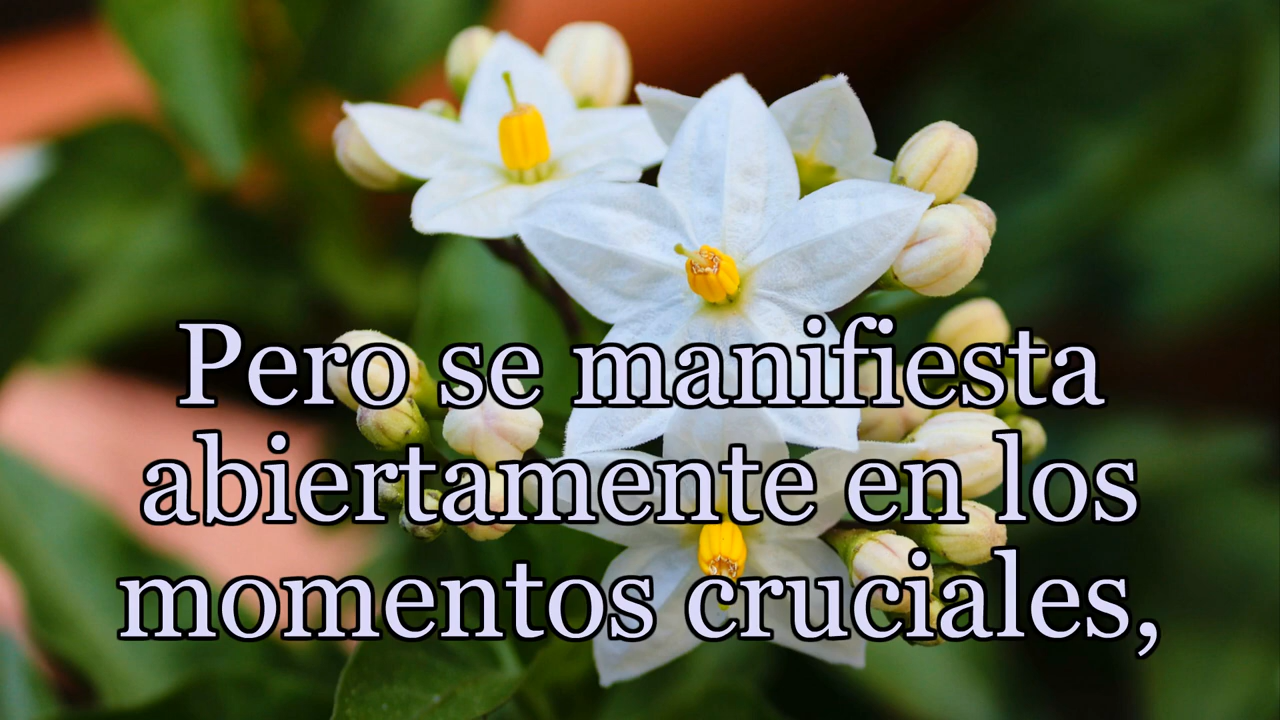 Pero se manifiesta
abiertamente en los
momentos cruciales,